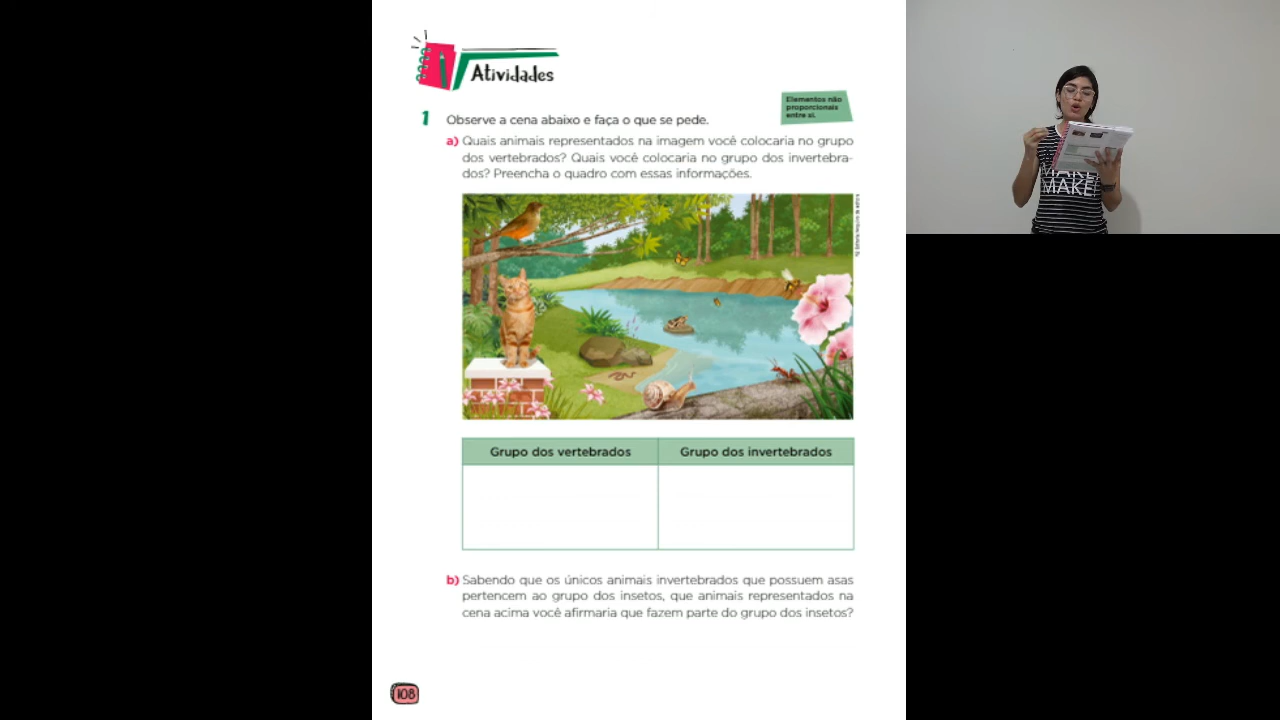 Atividades
Elementos não
proporcionais
entre si.
1 Observe a cena abaixo e faça o que se pede.
a) Quais animais representados na imagem você colocaria no grupo
dos vertebrados? Quais você colocaria no grupo dos invertebra-
dos? Preencha o quadro com essas informações.
Grupo dos vertebrados Grupo dos invertebrados
b) Sabendo que os únicos animais invertebrados que possuem asas
pertencem ao grupo dos insetos, que animais representados na
cena acima você afirmaria que fazem parte do grupo dos insetos?
108
MAKE